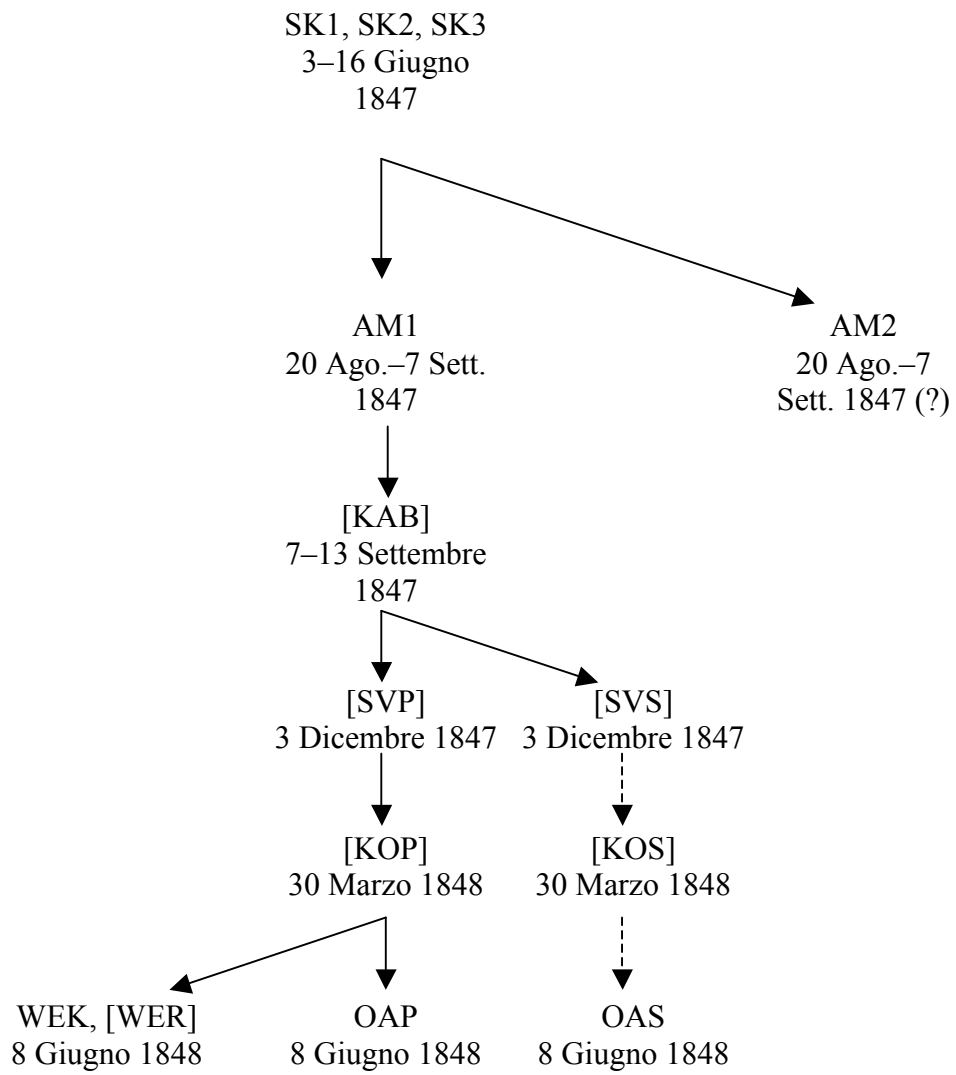 SK1, SK2, SK3
3–16 Giugno
1847
AM1
20 Ago.–7 Sett.
1847
AM2
20 Ago.–7
Sett. 1847 (?)
[KAB]
7–13 Settembre
1847
[SVP]
3 Dicembre 1847
[SVS]
3 Dicembre 1847
[KOP]
30 Marzo 1848
[KOS]
30 Marzo 1848
WEK, [WER]
8 Giugno 1848
OAP
8 Giugno 1848
OAS
8 Giugno 1848